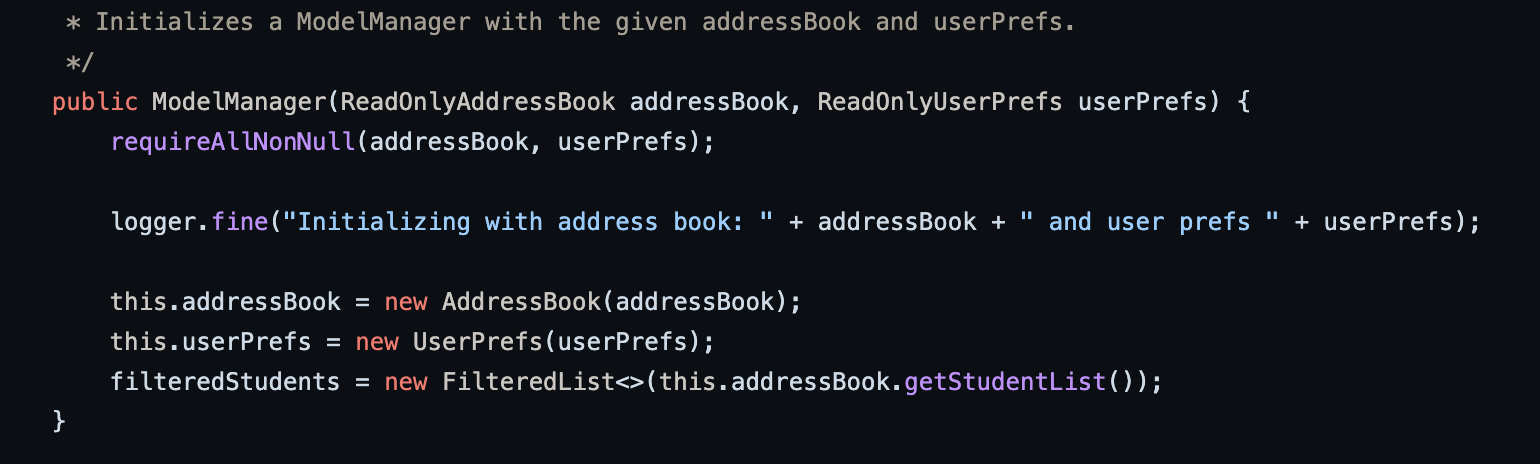 * Initializes a ModelManager with the given addressBook and userPrefs.
*/
public ModelManager(ReadOnlyAddressBook addressBook, ReadOnlyUserPrefs userPrefs) {
requireAllNonNull(addressBook, userPrefs);
logger.fine("Initializing with address book: " + addressBook + " and user prefs " + userPrefs);
this.addressBook = new AddressBook(addressBook);
this.userPrefs = new UserPrefs(userPrefs);
filteredStudents = new FilteredList<>(this.addressBook.getStudentList());
}